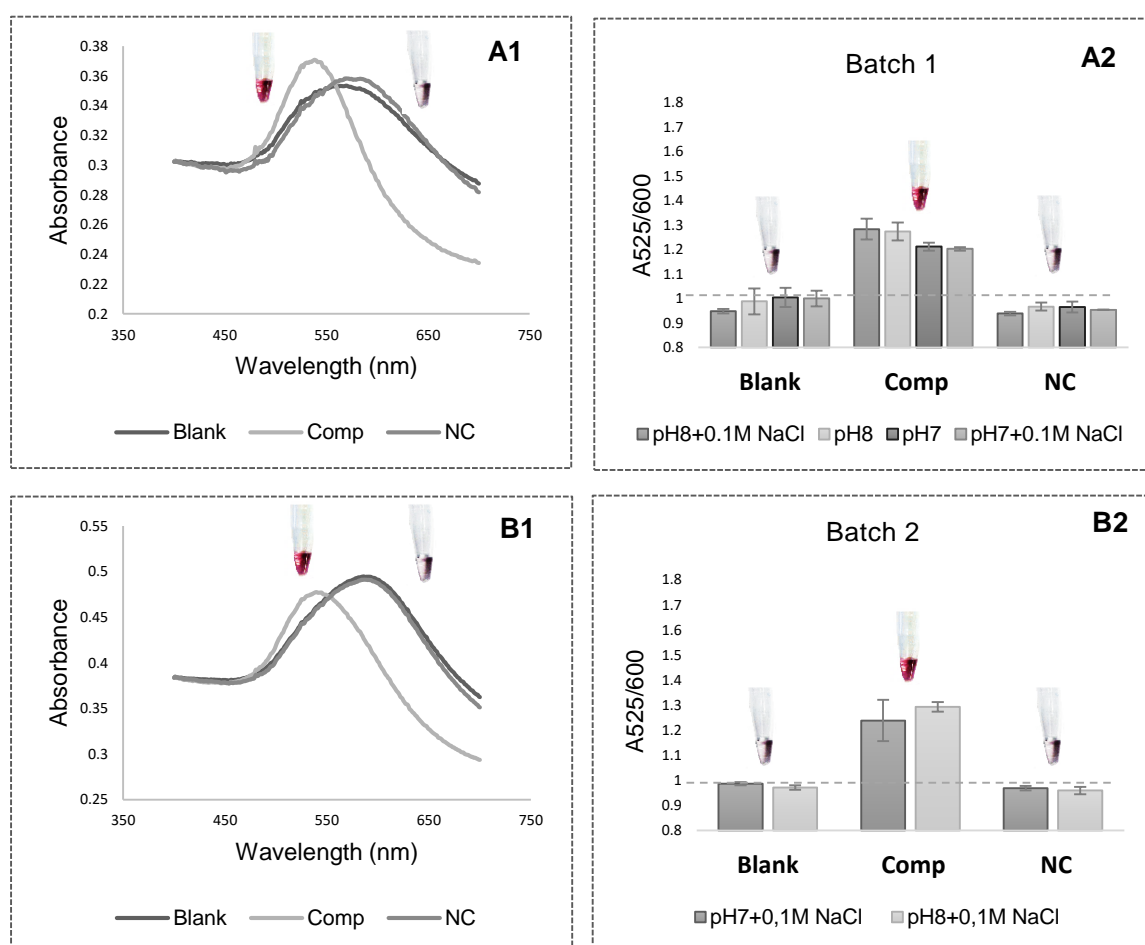 A1
0.38
0.36
0.34
0.32
0.3
0.28
0.26
0.24
0.22
0.2
Absorbance
350 450 550 650 750
Wavelength (nm)
Blank Comp NC
A2
Batch 1
1.8
1.7
1.6
1.5
1.4
1.3
1.2
1.1
1
0.9
0.8
A525/600
Blank Comp NC
pH8+0.1M NaCl pH8 pH7 pH7+0.1M NaCl
B1
0.55
0.5
0.45
0.4
0.35
0.3
0.25
Absorbance
350 450 550 650 750
Wavelength (nm)
Blank Comp NC
B2
Batch 2
1.8
1.7
1.6
1.5
1.4
1.3
1.2
1.1
1
0.9
0.8
A525/600
Blank Comp NC
pH7+0,1M NaCl pH8+0,1M NaCl